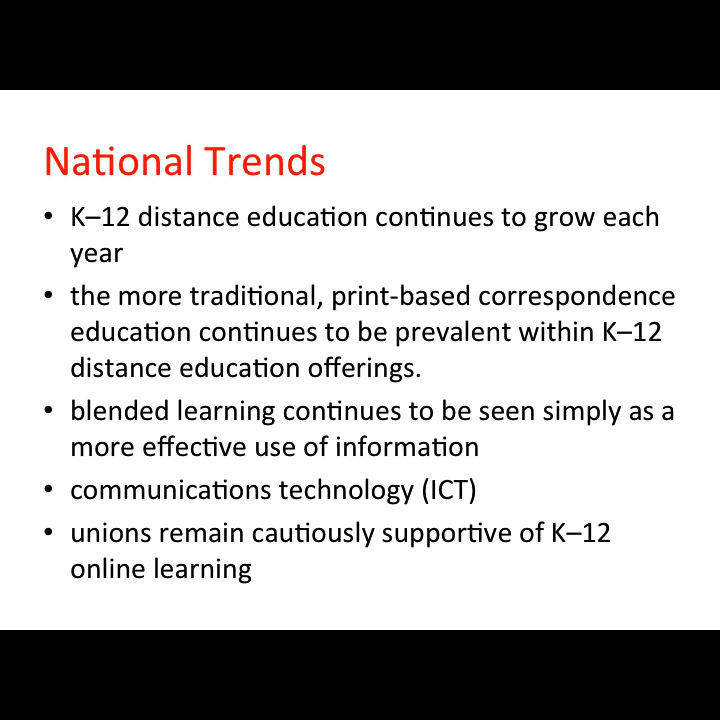 National Trends
• K–12 distance education continues to grow each
year
• the more traditional, print-based correspondence
education continues to be prevalent within K–12
distance education offerings.
• blended learning continues to be seen simply as a
more effective use of information
• communications technology (ICT)
• unions remain cautiously supportive of K–12
online learning